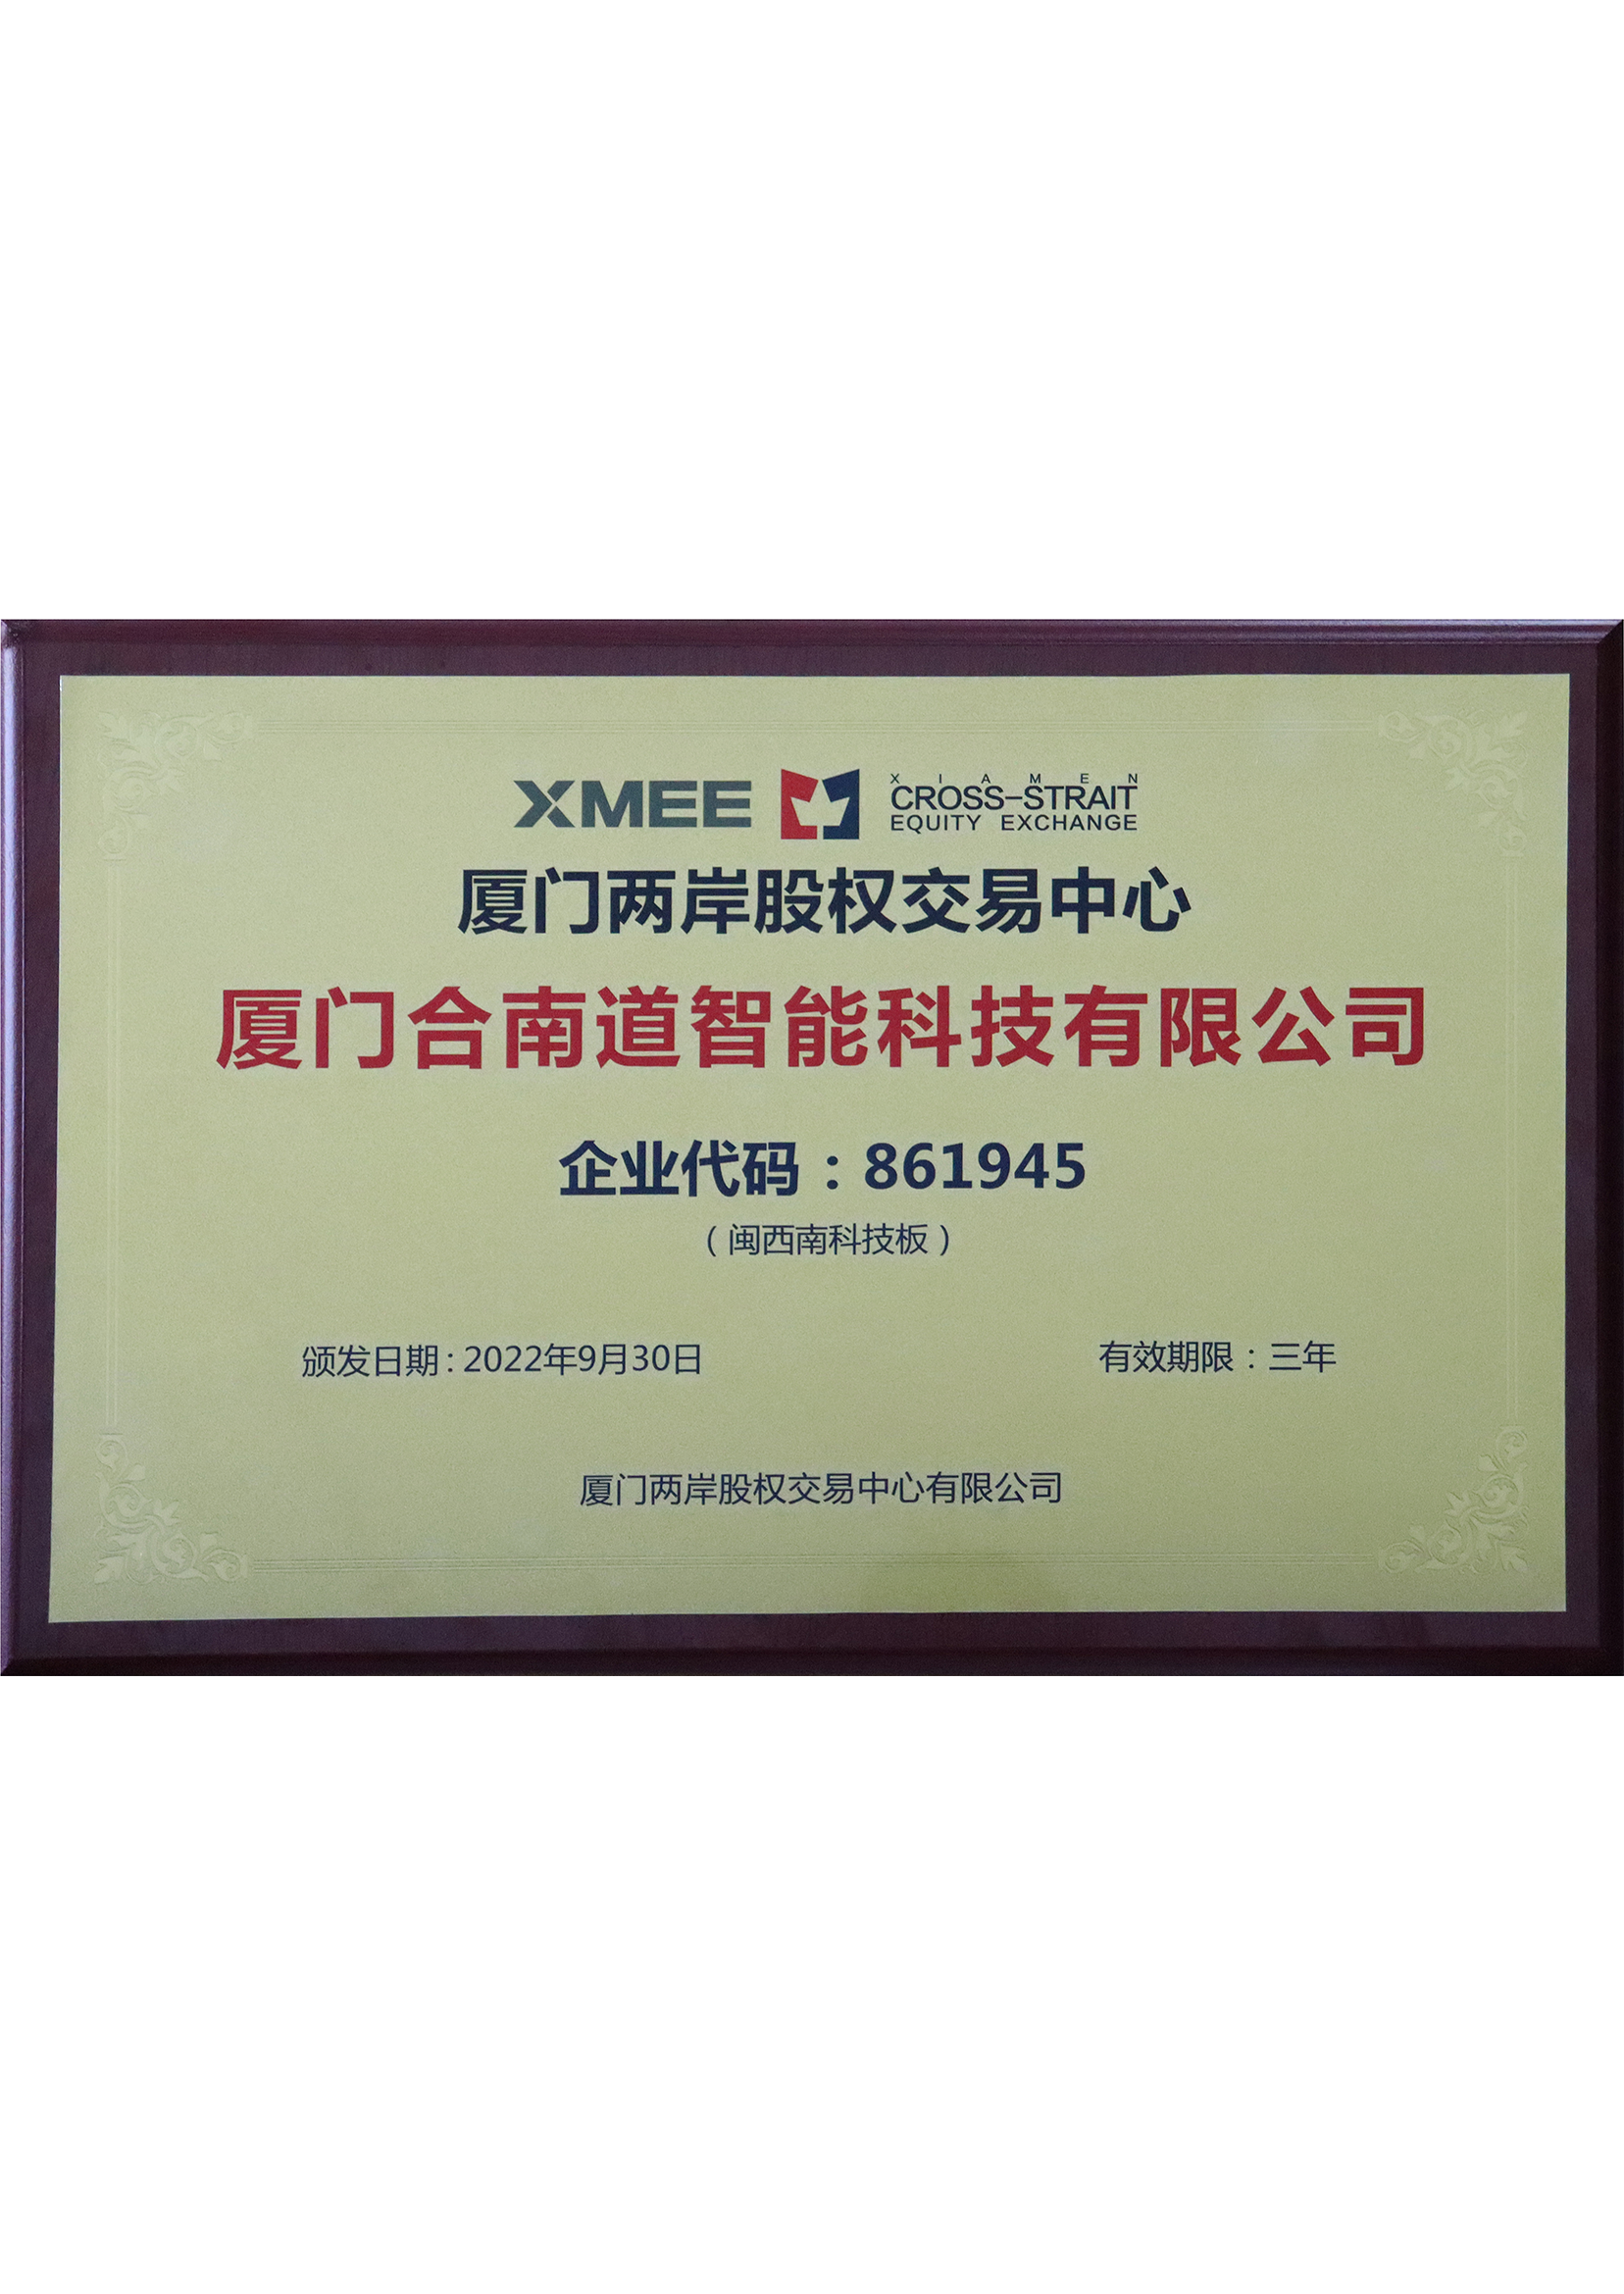 XMEE
XIAMEN
CROSS-STRAIT
EQUITY EXCHANGE
厦门两岸股权交易中心
厦门合南道智能科技有限公司
企业代码：861945
（闽西南科技板）
颁发日期：2022年9月30日
有效期限：三年
厦门两岸股权交易中心有限公司